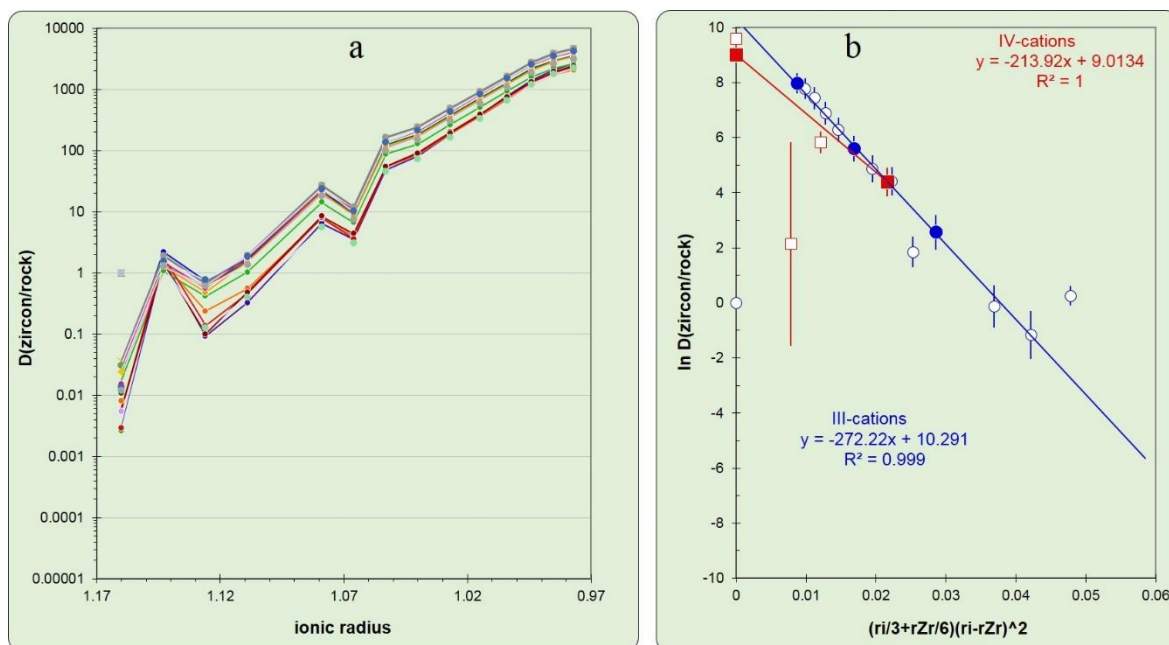 a
10000
1000
100
10
1
0.1
0.01
0.001
0.0001
0.00001
D(zircon/rock)
1.17
1.12
1.07
1.02
0.97
ionic radius
b
10
8
6
4
2
0
-2
-4
-6
-8
-10
ln D(zircon/rock)
IV-cations
y = -213.92x + 9.0134
R² = 1
III-cations
y = -272.22x + 10.291
R² = 0.999
0
0.01
0.02
0.03
0.04
0.05
0.06
(ri/3+rZr/6)(ri-rZr)^2